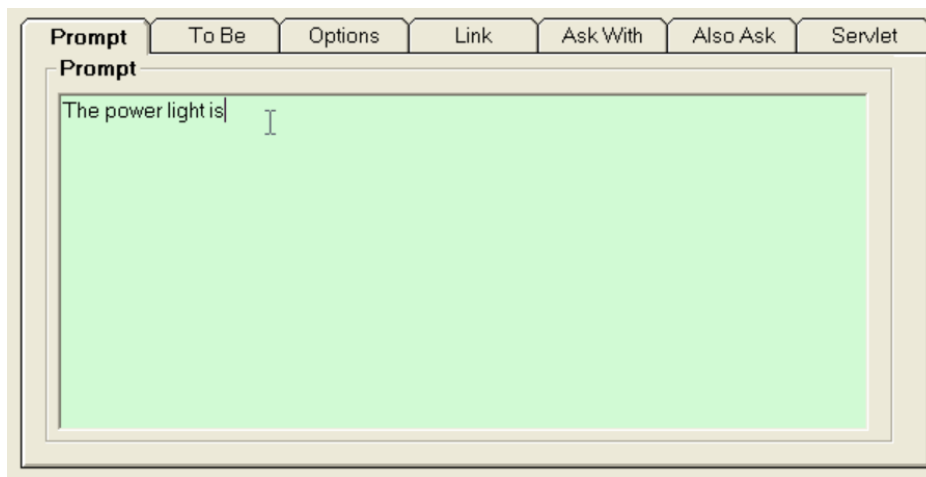 Prompt To Be Options Link Ask With Also Ask Servlet
Prompt
The power light is